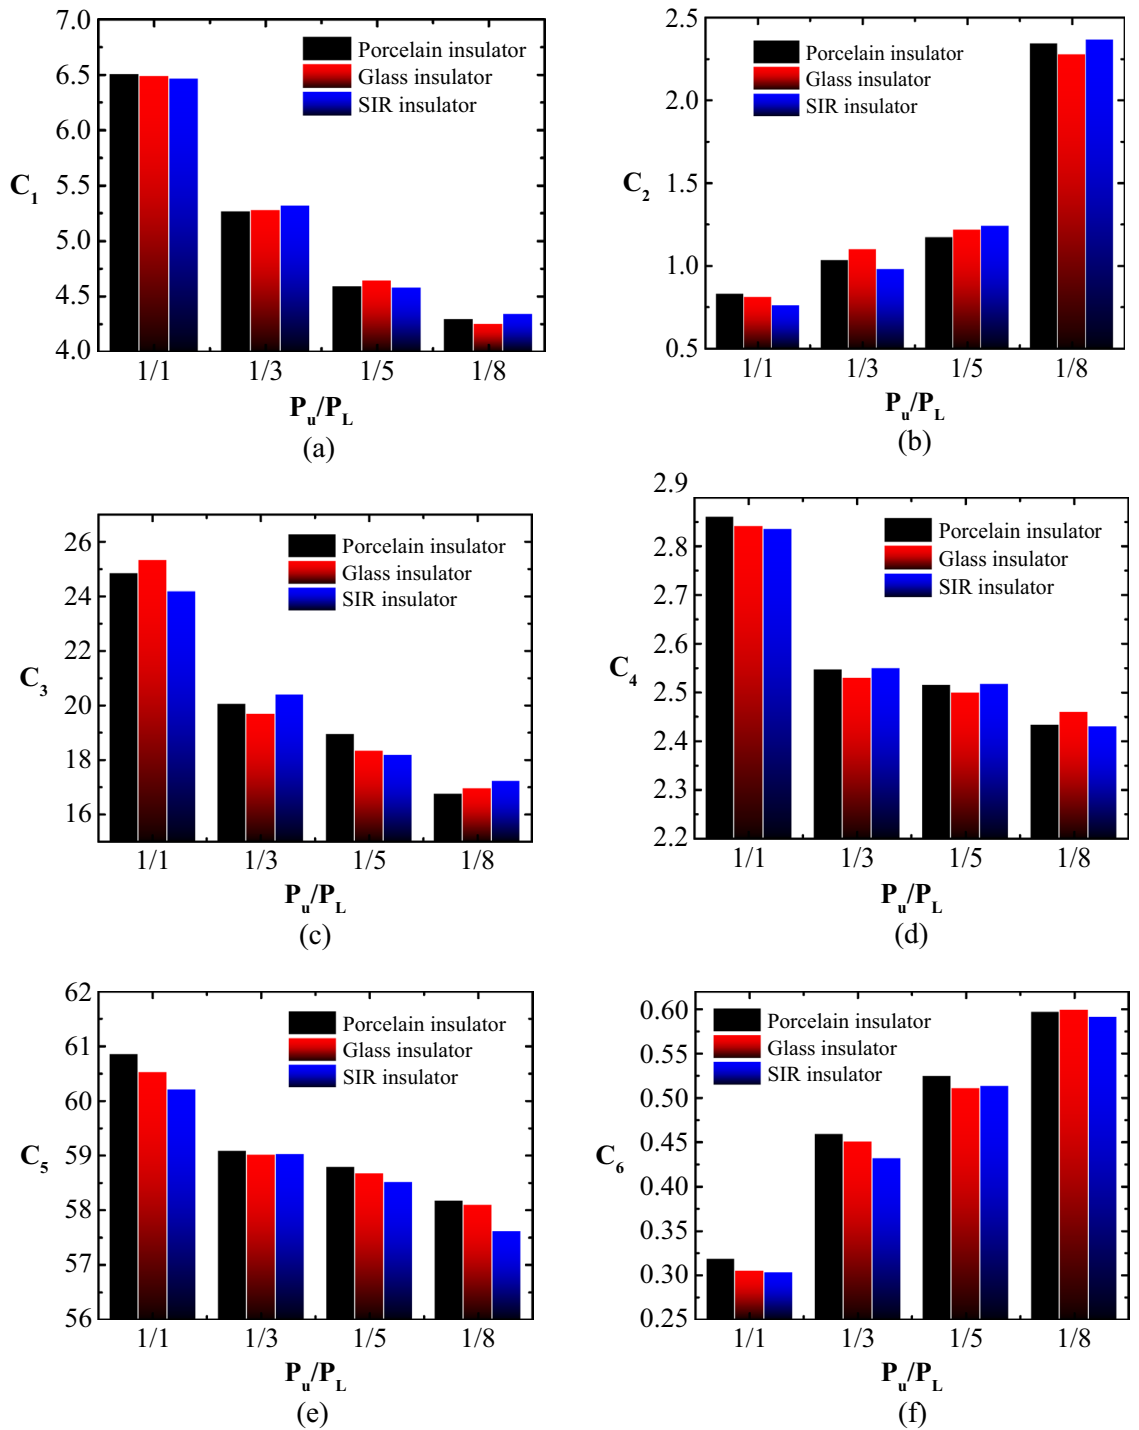 7.0
6.5
6.0
5.5
5.0
4.5
4.0
C1
Porcelain insulator
Glass insulator
SIR insulator
1/1 1/3 1/5 1/8
Pu/PL
(a)
2.5
2.0
1.5
1.0
0.5
C2
Porcelain insulator
Glass insulator
SIR insulator
1/1 1/3 1/5 1/8
Pu/PL
(b)
26
24
22
20
18
16
C3
Porcelain insulator
Glass insulator
SIR insulator
1/1 1/3 1/5 1/8
Pu/PL
(c)
2.9
2.8
2.7
2.6
2.5
2.4
2.3
2.2
C4
Porcelain insulator
Glass insulator
SIR insulator
1/1 1/3 1/5 1/8
Pu/PL
(d)
62
61
60
59
58
57
56
C5
Porcelain insulator
Glass insulator
SIR insulator
1/1 1/3 1/5 1/8
Pu/PL
(e)
0.60
0.55
0.50
0.45
0.40
0.35
0.30
0.25
C6
Porcelain insulator
Glass insulator
SIR insulator
1/1 1/3 1/5 1/8
Pu/PL
(f)